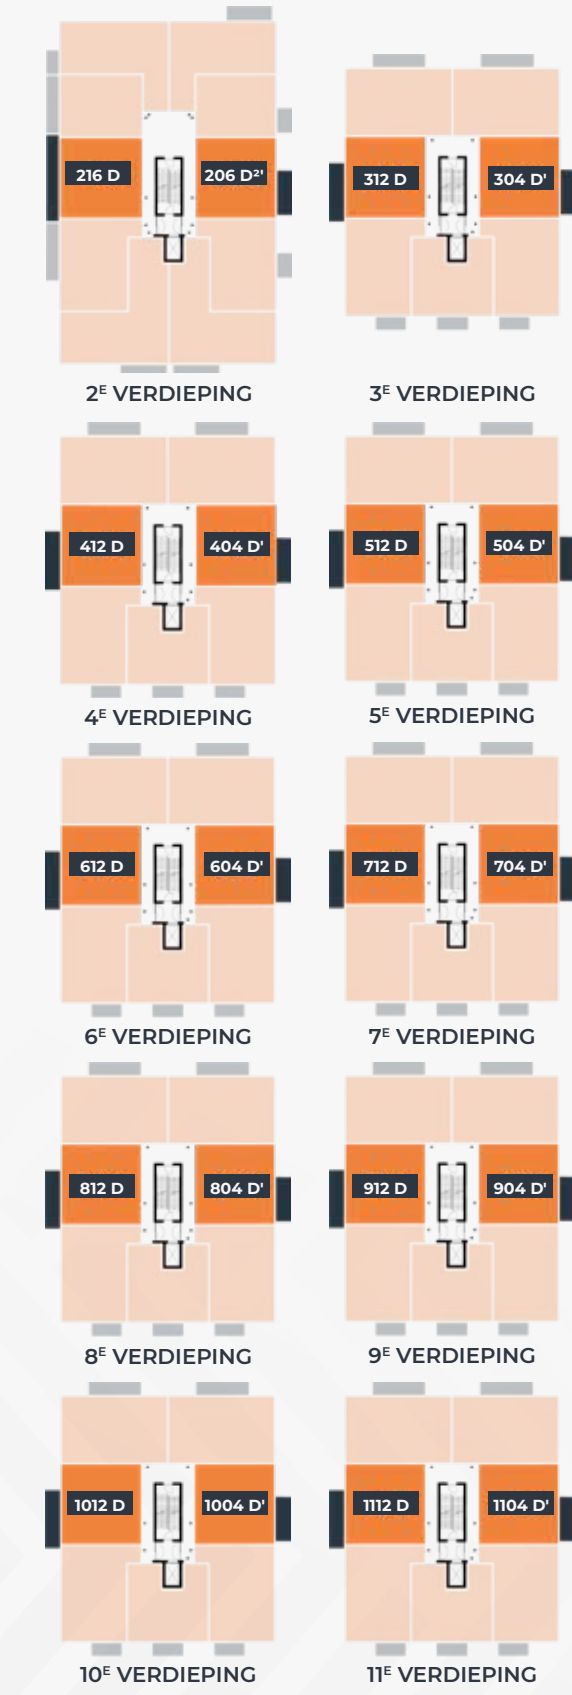 216 D 206 D²'
2ᴱ VERDIEPING
312 D 304 D'
3ᴱ VERDIEPING
412 D 404 D'
4ᴱ VERDIEPING
512 D 504 D'
5ᴱ VERDIEPING
612 D 604 D'
6ᴱ VERDIEPING
712 D 704 D'
7ᴱ VERDIEPING
812 D 804 D'
8ᴱ VERDIEPING
912 D 904 D'
9ᴱ VERDIEPING
1012 D 1004 D'
10ᴱ VERDIEPING
1112 D 1104 D'
11ᴱ VERDIEPING